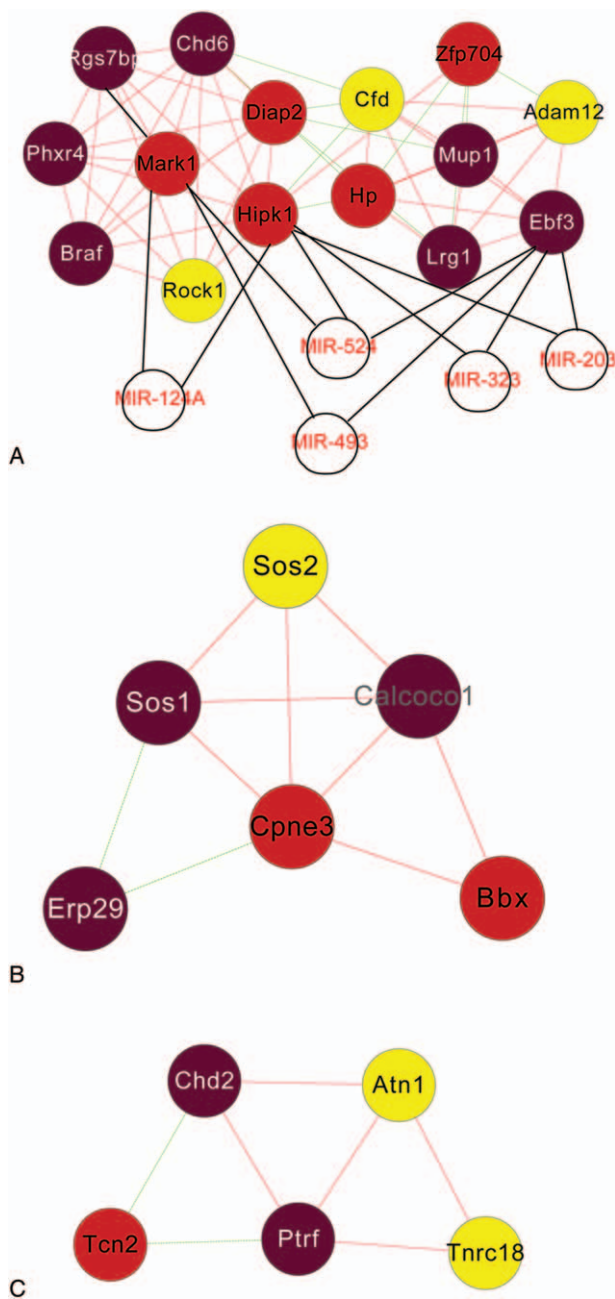 Rgs7bp
Chd6
Zfp704
Diap2
Cfd
Adam12
Phxr4
Mark1
Mup1
Hipk1
Hp
Ebf3
Braf
Lrg1
Rock1
MIR-524
MIR-203
MIR-124A
MIR-323
MIR-493
A
Sos2
Sos1
Calcoco1
Cpne3
Erp29
Bbx
B
Chd2
Atn1
Tcn2
Ptrf
Tnrc18
C